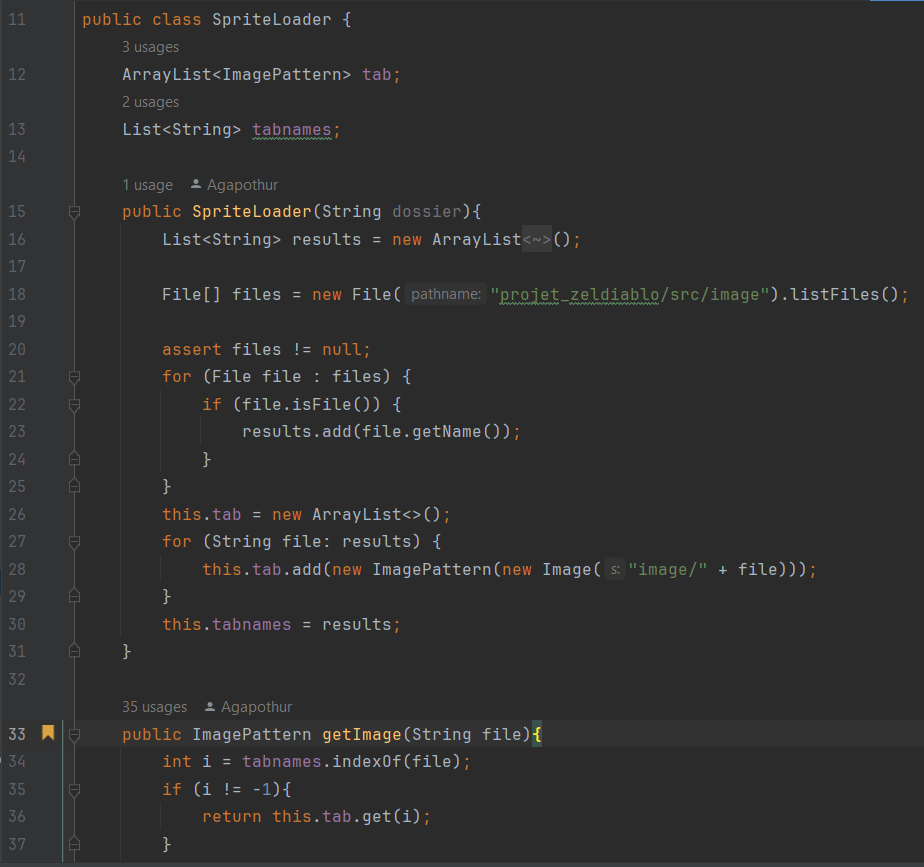 11 public class SpriteLoader {
3 usages
12 ArrayList<ImagePattern> tab;
2 usages
13 List<String> tabnames;
14
1 usage Agapothur
15 public SpriteLoader(String dossier){
16 List<String> results = new ArrayList<~>();
17
18 File[] files = new File( pathname: "projet_zeldiablo/src/image").listFiles();
19
20 assert files != null;
21 for (File file : files) {
22 if (file.isFile()) {
23 results.add(file.getName());
24 }
25 }
26 this.tab = new ArrayList<>();
27 for (String file: results) {
28 this.tab.add(new ImagePattern(new Image( s: "image/" + file)));
29 }
30 this.tabnames = results;
31 }
32
35 usages Agapothur
33 public ImagePattern getImage(String file){
34 int i = tabnames.indexOf(file);
35 if (i != -1){
36 return this.tab.get(i);
37 }